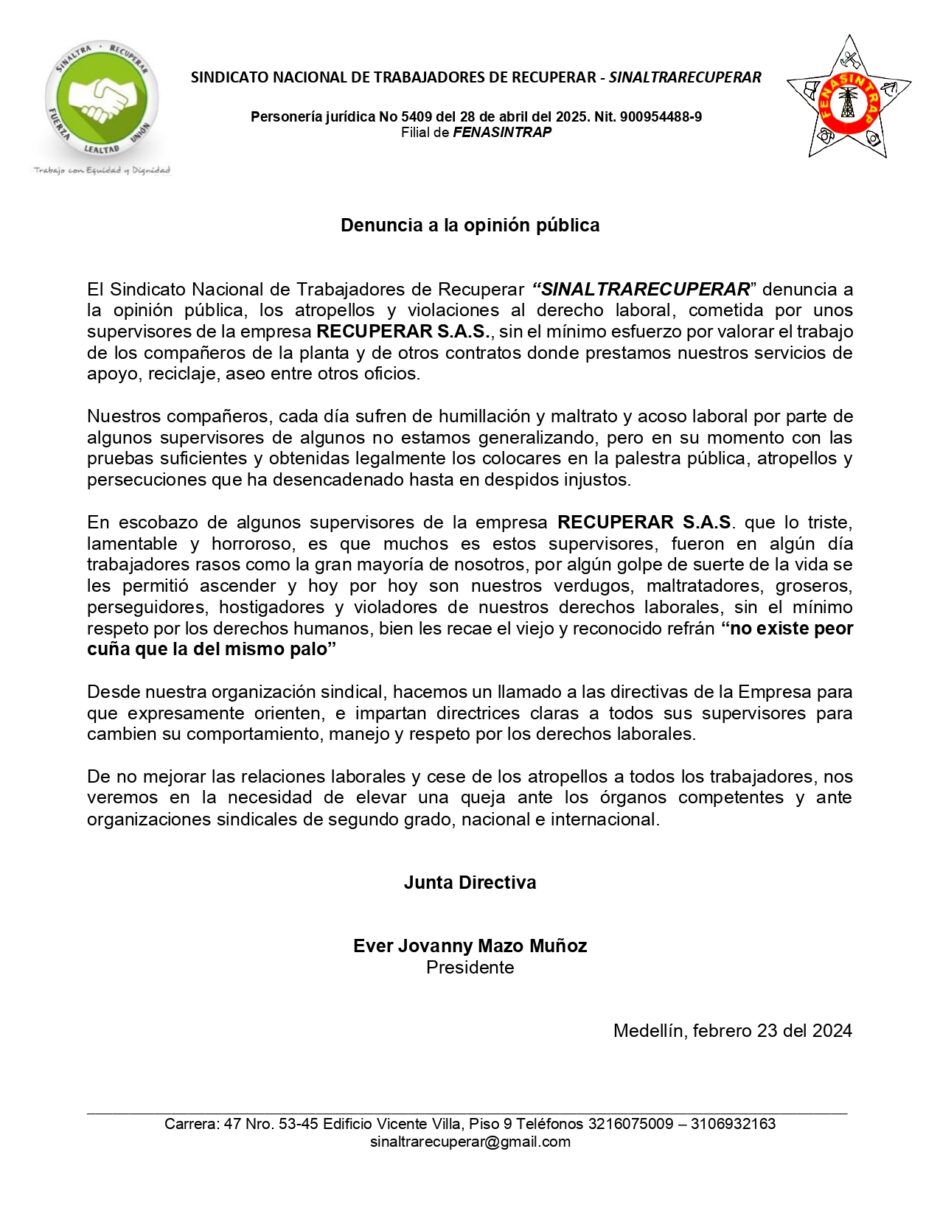 SINALTRA - RECUPERAR
FUERZA LEALTAD UNIÓN
Trabajo con Equidad y Dignidad
SINDICATO NACIONAL DE TRABAJADORES DE RECUPERAR - SINALTRARECUPERAR
Personería jurídica No 5409 del 28 de abril del 2025. Nit. 900954488-9
Filial de FENASINTRAP
FENASINTRAP
Denuncia a la opinión pública
El Sindicato Nacional de Trabajadores de Recuperar “SINALTRARECUPERAR” denuncia a
la opinión pública, los atropellos y violaciones al derecho laboral, cometida por unos
supervisores de la empresa RECUPERAR S.A.S., sin el mínimo esfuerzo por valorar el trabajo
de los compañeros de la planta y de otros contratos donde prestamos nuestros servicios de
apoyo, reciclaje, aseo entre otros oficios.
Nuestros compañeros, cada día sufren de humillación y maltrato y acoso laboral por parte de
algunos supervisores de algunos no estamos generalizando, pero en su momento con las
pruebas suficientes y obtenidas legalmente los colocares en la palestra pública, atropellos y
persecuciones que ha desencadenado hasta en despidos injustos.
En escobazo de algunos supervisores de la empresa RECUPERAR S.A.S. que lo triste,
lamentable y horroroso, es que muchos es estos supervisores, fueron en algún día
trabajadores rasos como la gran mayoría de nosotros, por algún golpe de suerte de la vida se
les permitió ascender y hoy por hoy son nuestros verdugos, maltratadores, groseros,
perseguidores, hostigadores y violadores de nuestros derechos laborales, sin el mínimo
respeto por los derechos humanos, bien les recae el viejo y reconocido refrán “no existe peor
cuña que la del mismo palo”
Desde nuestra organización sindical, hacemos un llamado a las directivas de la Empresa para
que expresamente orienten, e impartan directrices claras a todos sus supervisores para
cambien su comportamiento, manejo y respeto por los derechos laborales.
De no mejorar las relaciones laborales y cese de los atropellos a todos los trabajadores, nos
veremos en la necesidad de elevar una queja ante los órganos competentes y ante
organizaciones sindicales de segundo grado, nacional e internacional.
Junta Directiva
Ever Jovanny Mazo Muñoz
Presidente
Medellín, febrero 23 del 2024
Carrera: 47 Nro. 53-45 Edificio Vicente Villa, Piso 9 Teléfonos 3216075009 – 3106932163
sinaltrarecuperar@gmail.com